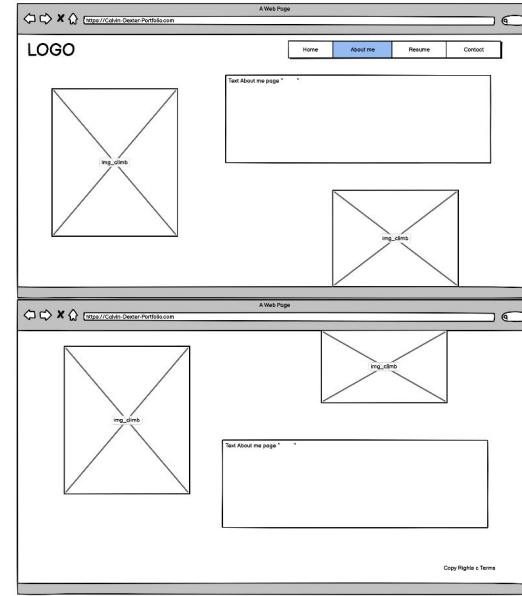 A Web Page
https://Calvin-Dexter-Portfolio.com
LOGO
Home About me Resume Contact
Text About me page " "
img_climb
img_climb
A Web Page
https://Calvin-Dexter-Portfolio.com
img_climb
img_climb
Text About me page " "
Copy Rights c Terms